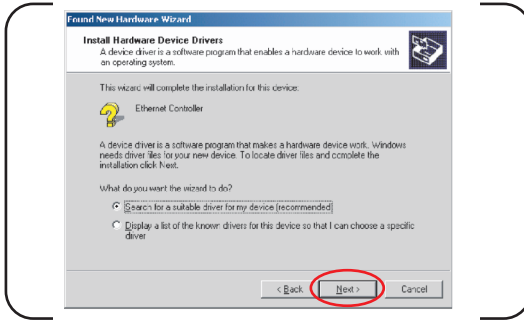 Found New Hardware Wizard
Install Hardware Device Drivers
A device driver is a software program that enables a hardware device to work with
an operating system.
This wizard will complete the installation for this device:
Ethernet Controller
A device driver is a software program that makes a hardware device work. Windows
needs driver files for your new device. To locate driver files and complete the
installation click Next.
What do you want the wizard to do?
Search for a suitable driver for my device (recommended)
Display a list of the known drivers for this device so that I can choose a specific
driver
< Back Next > Cancel